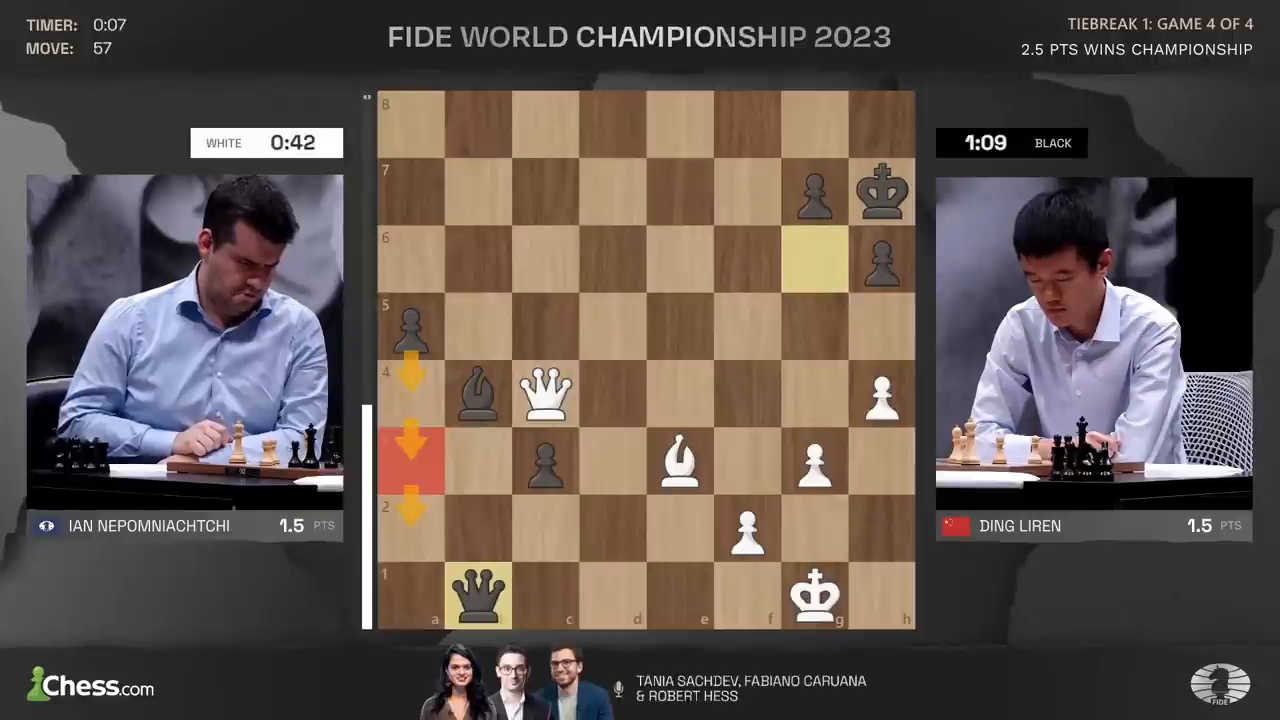 TIMER: 0:07
MOVE: 57
FIDE WORLD CHAMPIONSHIP 2023
TIEBREAK 1: GAME 4 OF 4
2.5 PTS WINS CHAMPIONSHIP
WHITE 0:42
1:09 BLACK
8
7
6
5
4
2
1
a
c
d
e
f
g
h
IAN NEPOMNIACHTCHI 1.5 PTS
DING LIREN 1.5 PTS
Chess.com
TANIA SACHDEV, FABIANO CARUANA
& ROBERT HESS
FIDE